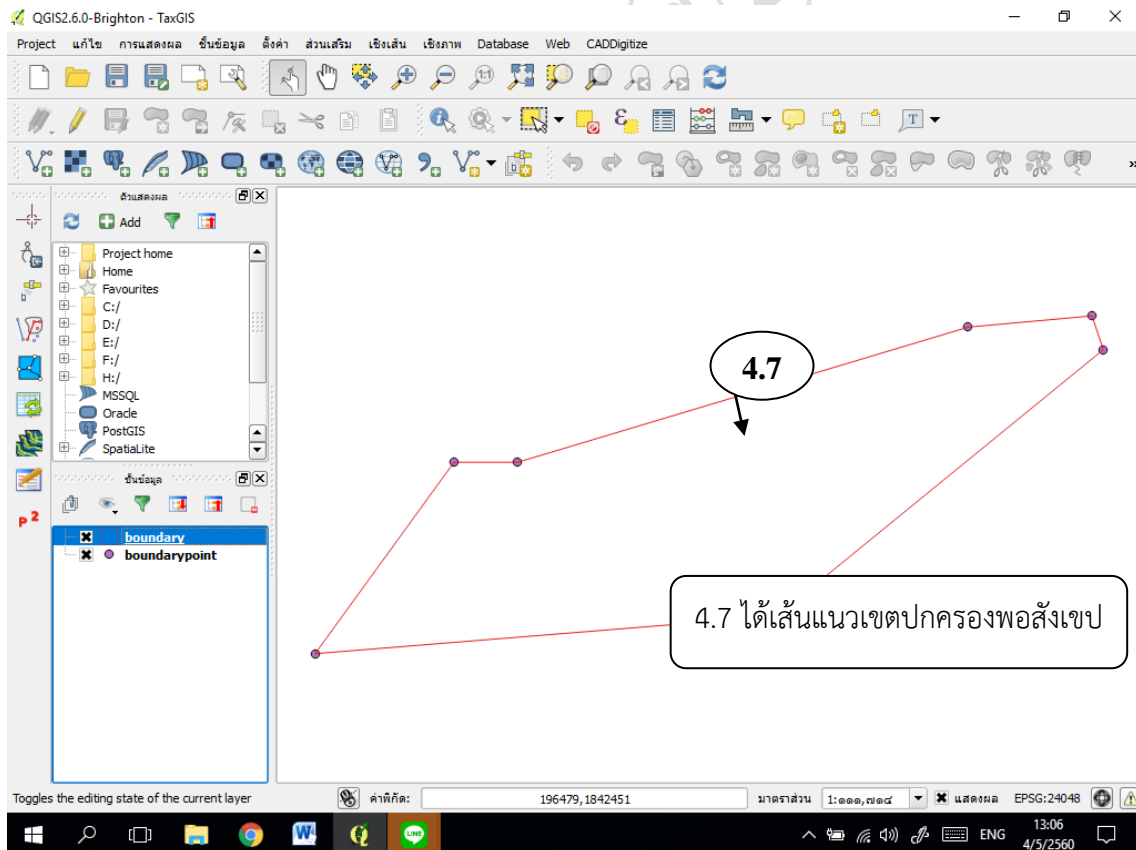 QGIS2.6.0-Brighton - TaxGIS
Project แก้ไข การแสดงผล ชั้นข้อมูล ตั้งค่า ส่วนเสริม เชิงเส้น เชิงภาพ Database Web CADDigitize
ตัวแสดงผล
Add
Project home
Home
Favourites
C:/
D:/
E:/
F:/
H:/
MSSQL
Oracle
PostGIS
SpatiaLite
ชั้นข้อมูล
boundary
boundarypoint
4.7
4.7 ได้เส้นแนวเขตปกครองพอสังเขป
Toggles the editing state of the current layer ค่าพิกัด: 196479,1842451 มาตราส่วน 1:๑๑๑,๗๑๔ แสดงผล EPSG:24048
ENG 13:06
4/5/2560